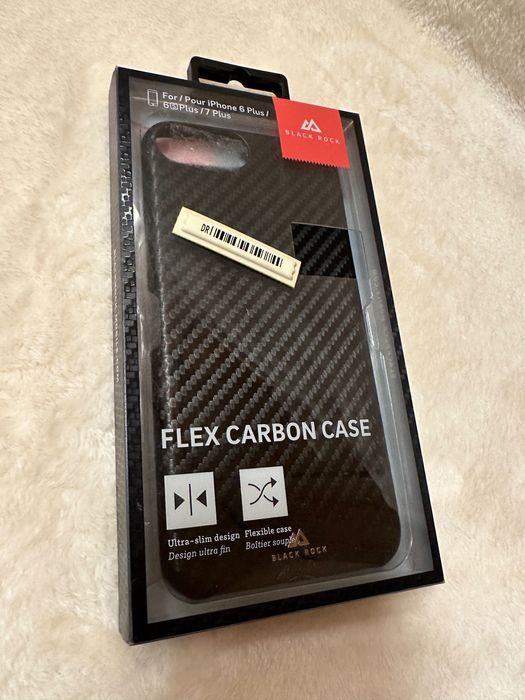 For / Pour iPhone 6 Plus /
6S Plus / 7 Plus
BLACK ROCK
FLEX CARBON CASE
Ultra-slim design
Design ultra fin
Flexible case
Boîtier souple
BLACK ROCK